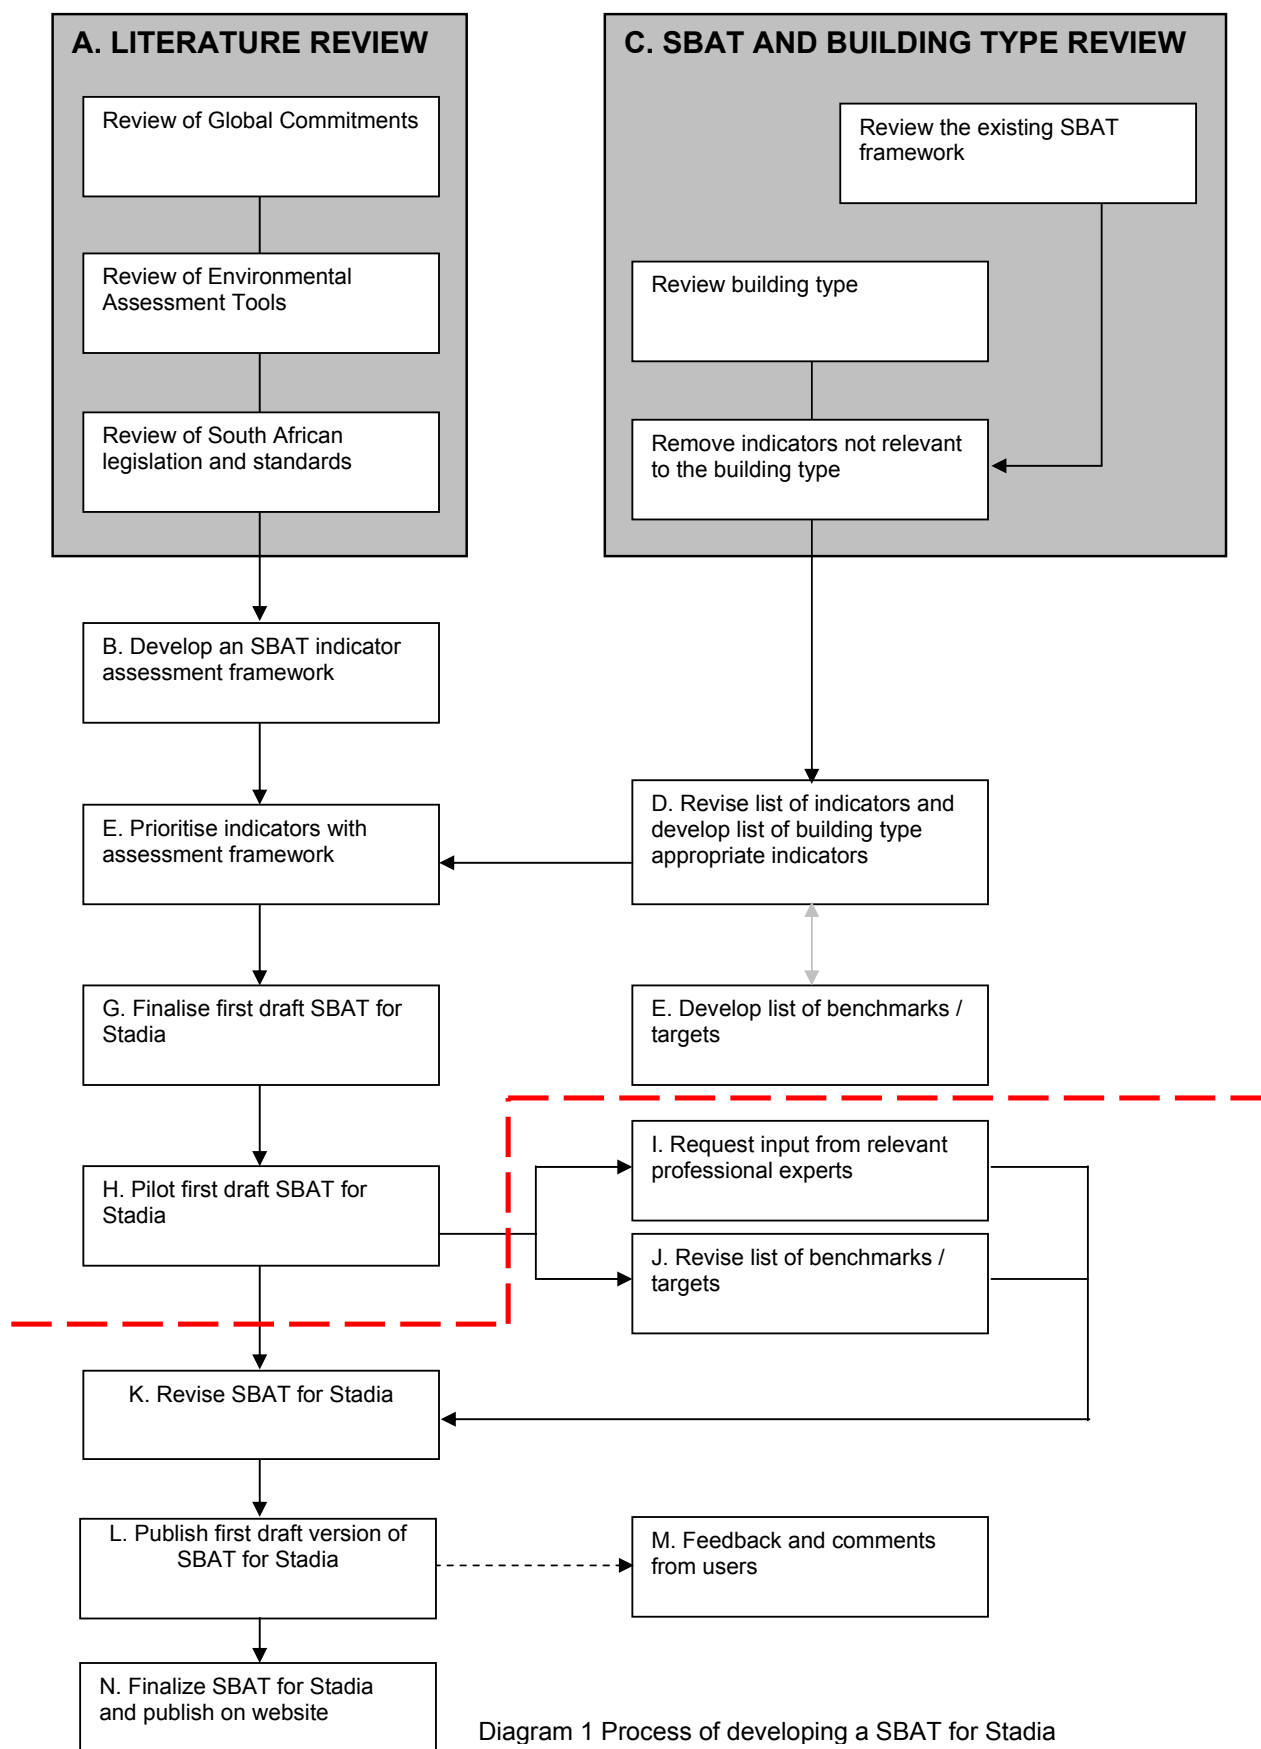 A. LITERATURE REVIEW
Review of Global Commitments
Review of Environmental
Assessment Tools
Review of South African
legislation and standards
C. SBAT AND BUILDING TYPE REVIEW
Review the existing SBAT
framework
Review building type
Remove indicators not relevant
to the building type
B. Develop an SBAT indicator
assessment framework
D. Revise list of indicators and
develop list of building type
appropriate indicators
E. Prioritise indicators with
assessment framework
G. Finalise first draft SBAT for
Stadia
E. Develop list of benchmarks /
targets
H. Pilot first draft SBAT for
Stadia
I. Request input from relevant
professional experts
J. Revise list of benchmarks /
targets
K. Revise SBAT for Stadia
L. Publish first draft version of
SBAT for Stadia
M. Feedback and comments
from users
N. Finalize SBAT for Stadia
and publish on website
Diagram 1 Process of developing a SBAT for Stadia